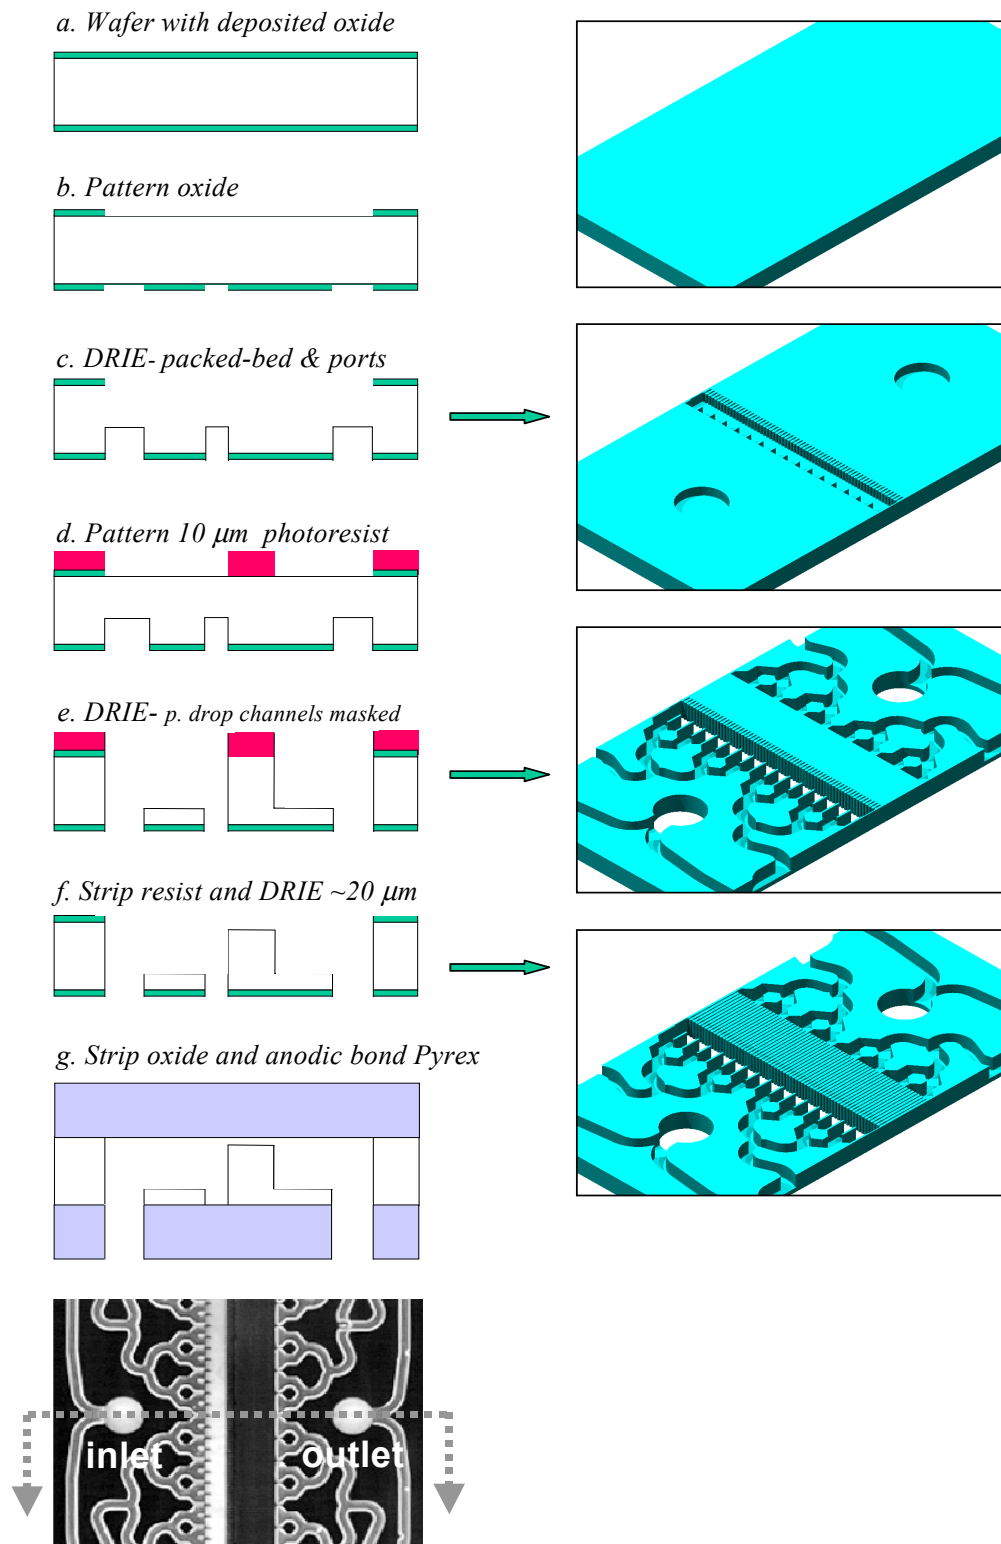 a. Wafer with deposited oxide
b. Pattern oxide
c. DRIE- packed-bed & ports
d. Pattern 10 μm photoresist
e. DRIE- p. drop channels masked
f. Strip resist and DRIE ~20 μm
g. Strip oxide and anodic bond Pyrex
inlet outlet